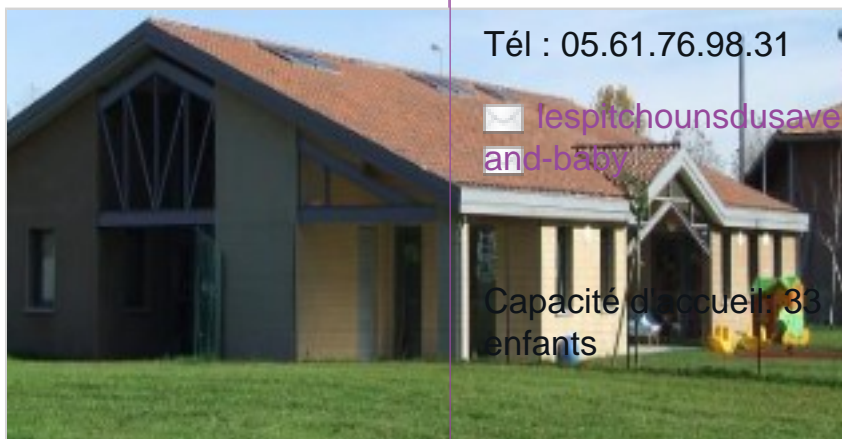 Tél : 05.61.76.98.31
lespitchounsdusave
and-baby
Capacité d'accueil: 33
enfants